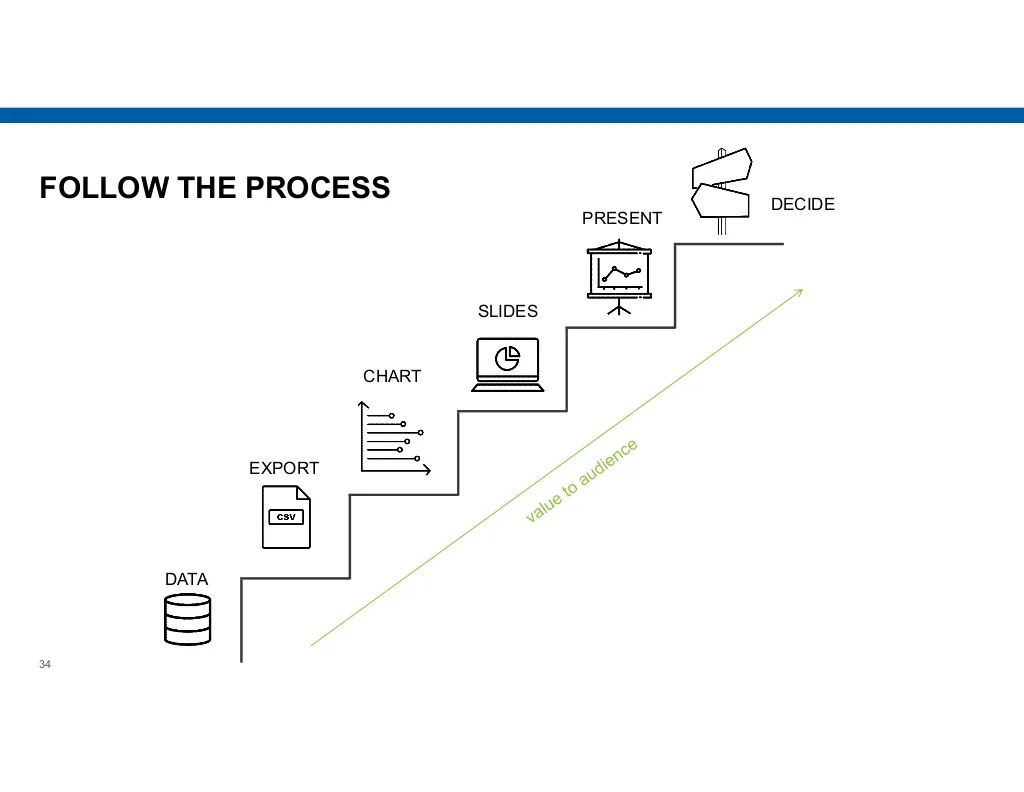 FOLLOW THE PROCESS
DECIDE
PRESENT
SLIDES
CHART
EXPORT
CSV
value to audience
DATA
34